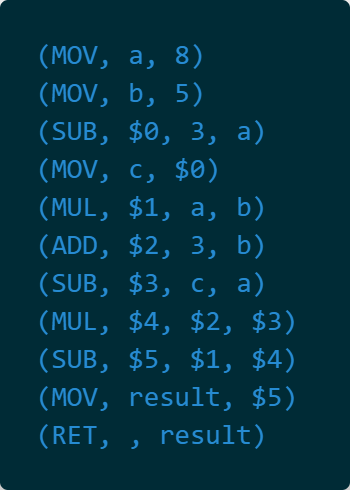 (MOV, a, 8)
(MOV, b, 5)
(SUB, $0, 3, a)
(MOV, c, $0)
(MUL, $1, a, b)
(ADD, $2, 3, b)
(SUB, $3, c, a)
(MUL, $4, $2, $3)
(SUB, $5, $1, $4)
(MOV, result, $5)
(RET, , result)